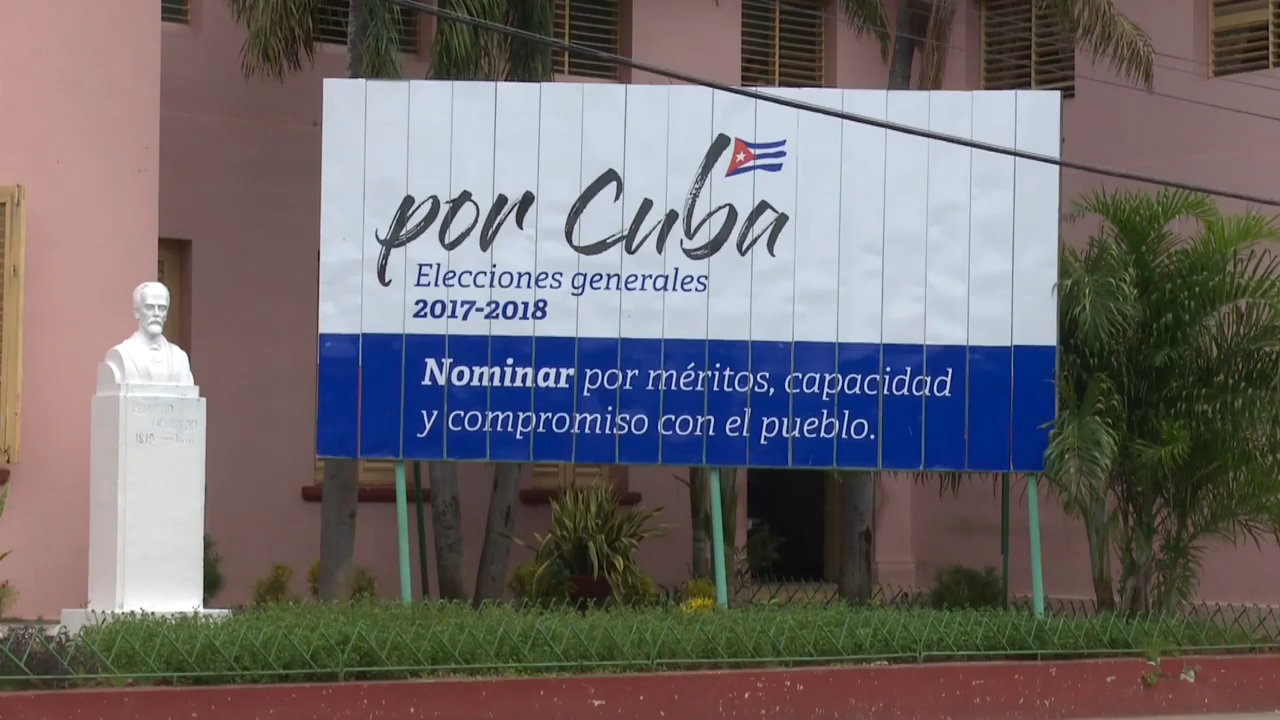 por Cuba
Elecciones generales
2017-2018
Nominar por méritos, capacidad
y compromiso con el pueblo.